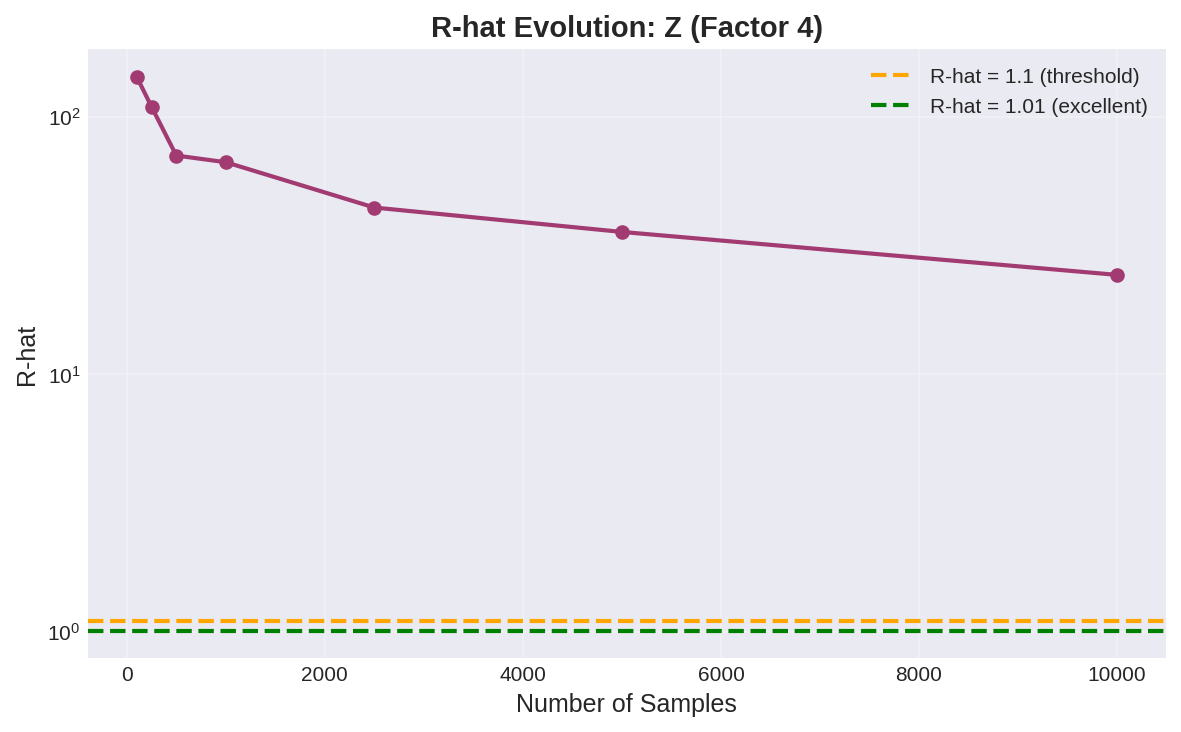 R-hat Evolution: Z (Factor 4)
R-hat = 1.1 (threshold)
R-hat = 1.01 (excellent)
10²
10¹
10⁰
R-hat
0 2000 4000 6000 8000 10000
Number of Samples